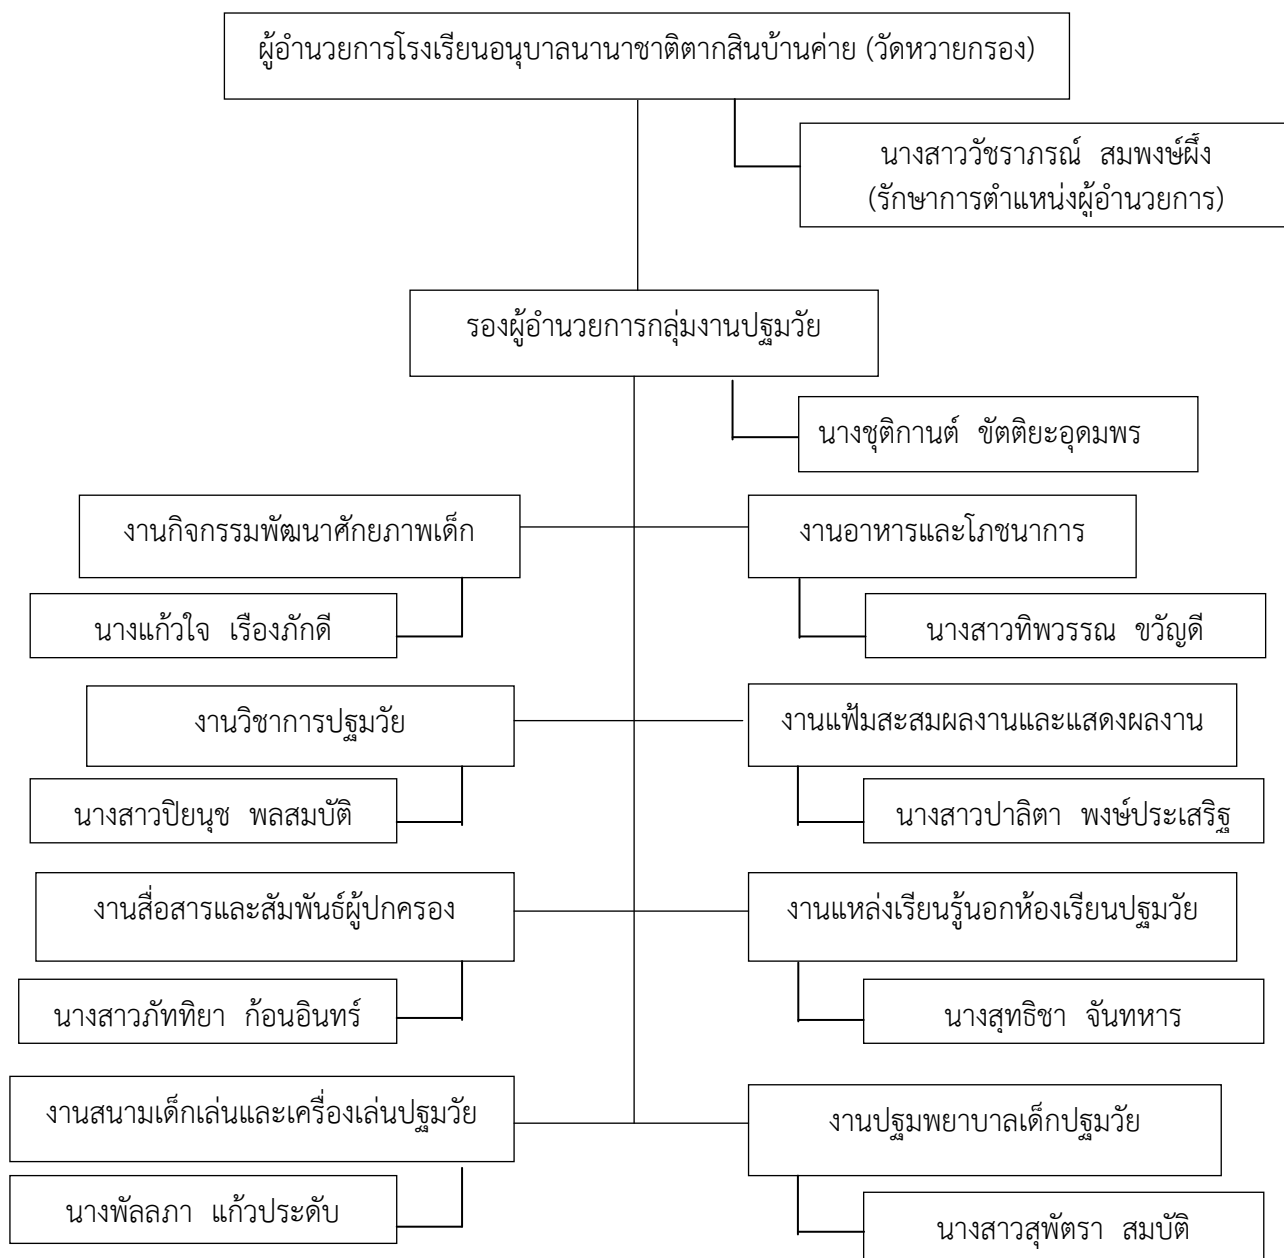 ผู้อำนวยการโรงเรียนอนุบาลนานาชาติตากสินบ้านค่าย (วัดหวายกรอง)
นางสาววัชราภรณ์ สมพงษ์ผึ้ง
(รักษาการตำแหน่งผู้อำนวยการ)
รองผู้อำนวยการกลุ่มงานปฐมวัย
นางชุติกานต์ ขัตติยะอุดมพร
งานกิจกรรมพัฒนาศักยภาพเด็ก
งานอาหารและโภชนาการ
นางแก้วใจ เรืองภักดี
นางสาวทิพวรรณ ขวัญดี
งานวิชาการปฐมวัย
งานแฟ้มสะสมผลงานและแสดงผลงาน
นางสาวปิยนุช พลสมบัติ
นางสาวปาลิตา พงษ์ประเสริฐ
งานสื่อสารและสัมพันธ์ผู้ปกครอง
งานแหล่งเรียนรู้นอกห้องเรียนปฐมวัย
นางสาวภัททิยา ก้อนอินทร์
นางสุทธิชา จันทหาร
งานสนามเด็กเล่นและเครื่องเล่นปฐมวัย
งานปฐมพยาบาลเด็กปฐมวัย
นางพัลลภา แก้วประดับ
นางสาวสุพัตรา สมบัติ